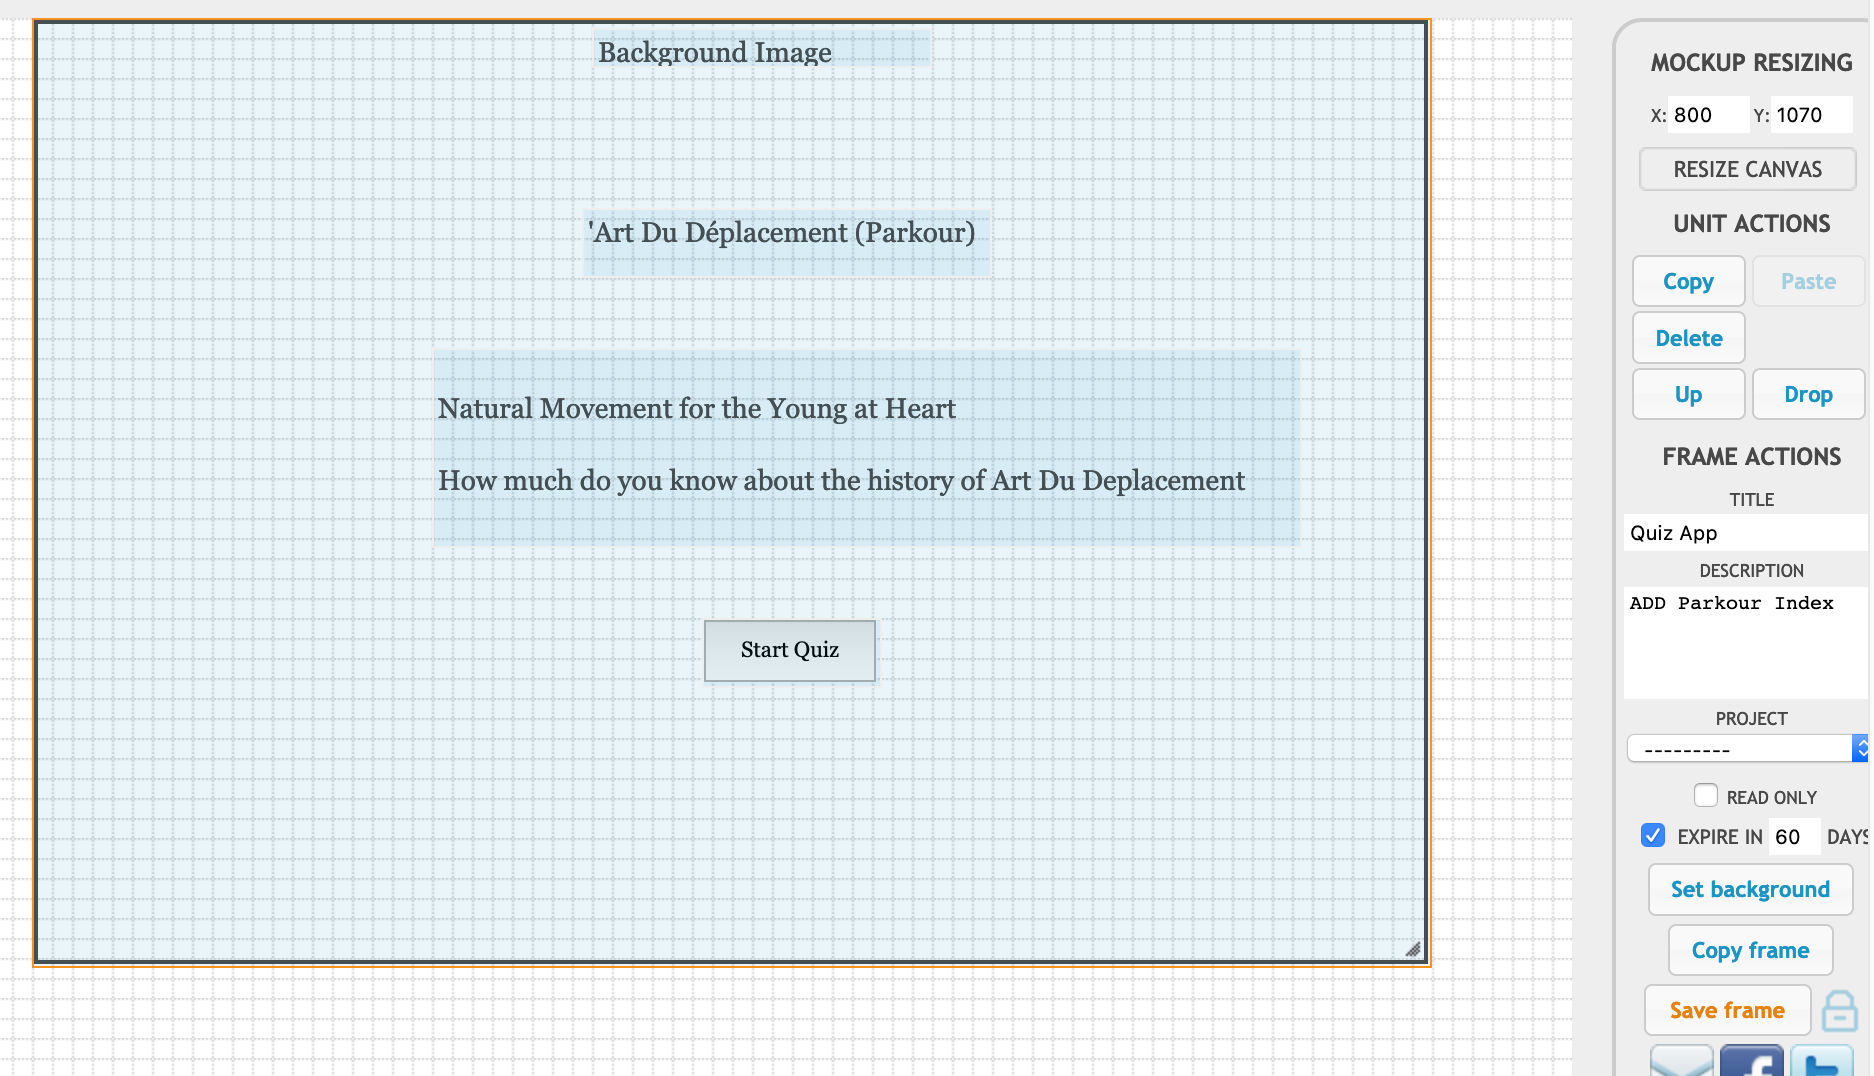 Background Image
'Art Du Déplacement (Parkour)
Natural Movement for the Young at Heart
How much do you know about the history of Art Du Deplacement
Start Quiz
MOCKUP RESIZING
X: 800 Y: 1070
RESIZE CANVAS
UNIT ACTIONS
Copy Paste
Delete
Up Drop
FRAME ACTIONS
TITLE
Quiz App
DESCRIPTION
ADD Parkour Index
PROJECT
---------
READ ONLY
EXPIRE IN 60 DAYS
Set background
Copy frame
Save frame